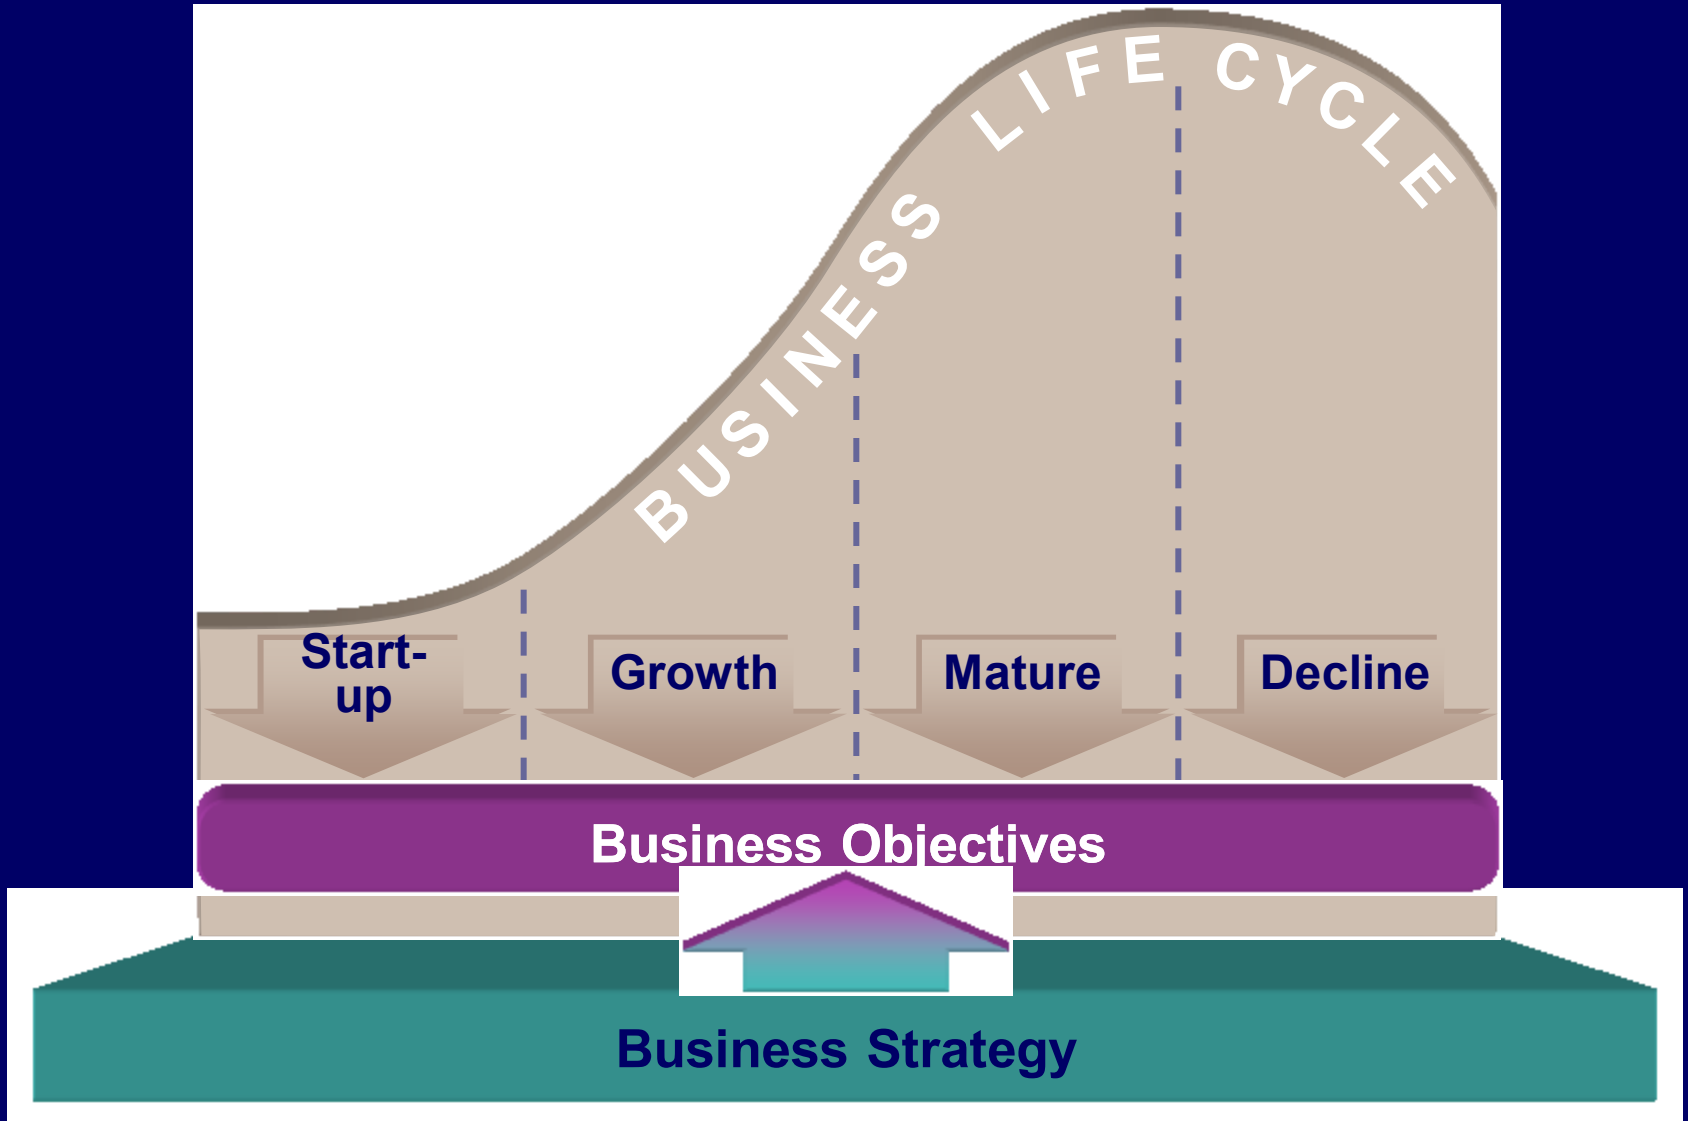 BUSINESS LIFE CYCLE
Start-
up
Growth
Mature
Decline
Business Objectives
Business Strategy